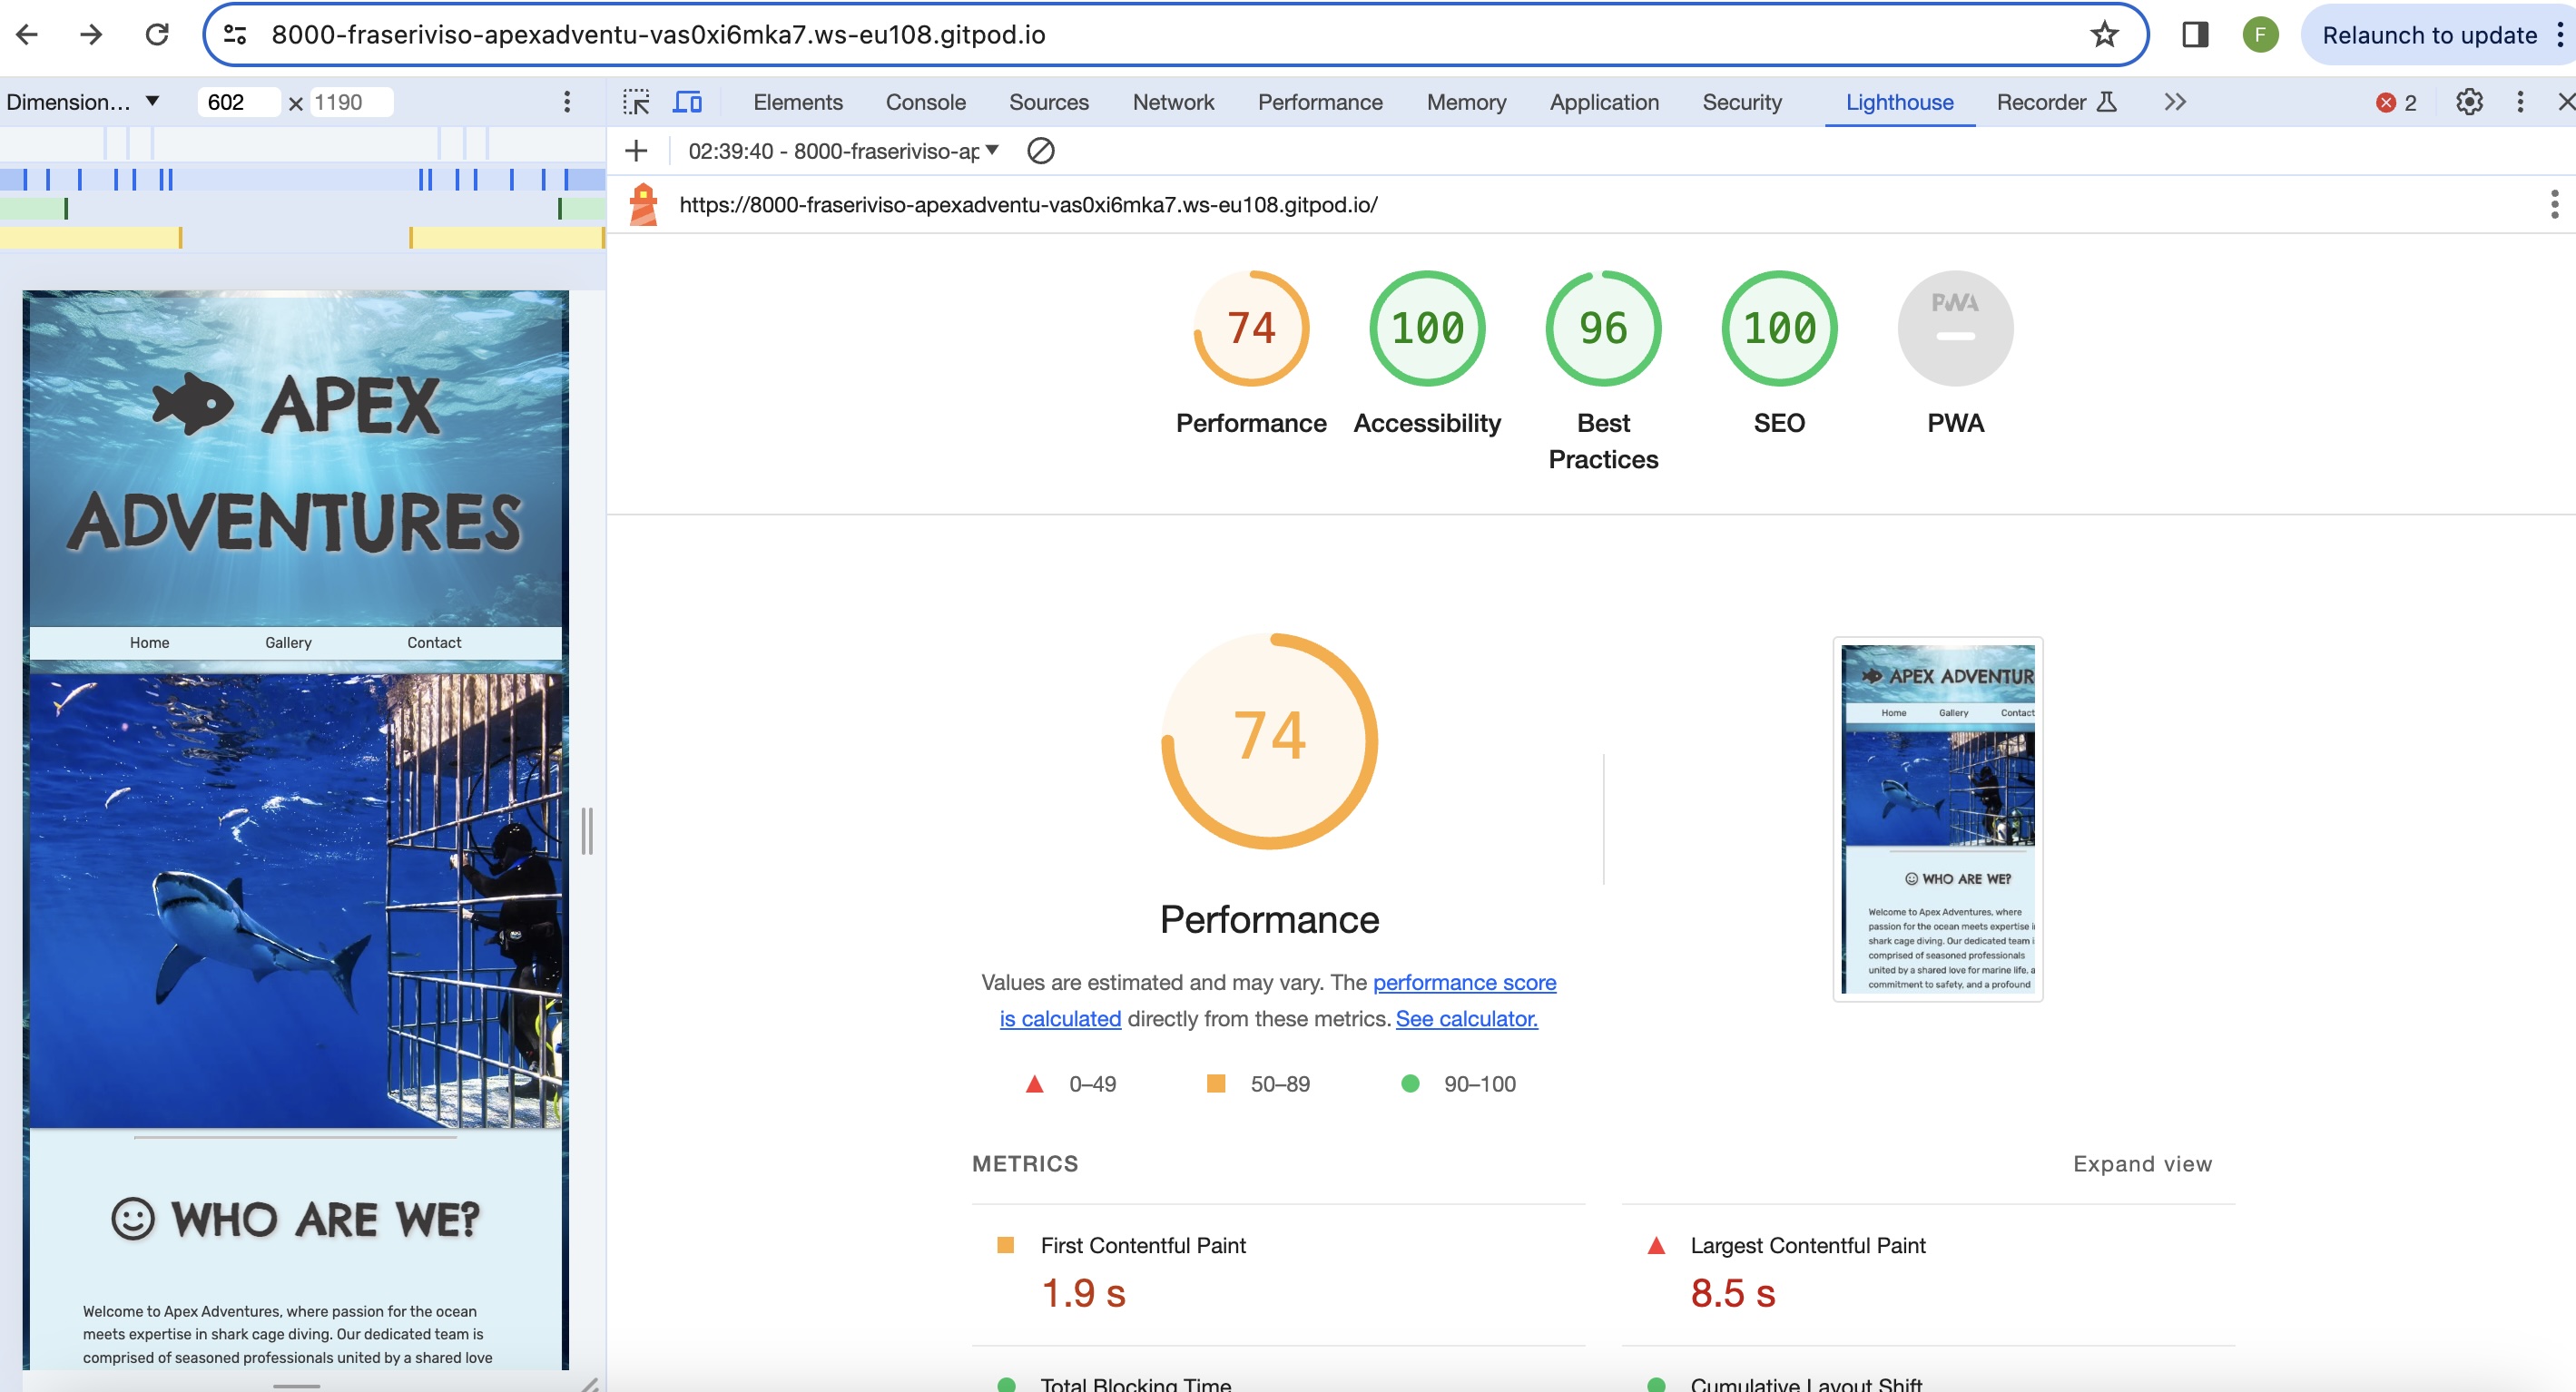 8000-fraseriviso-apexadventu-vas0xi6mka7.ws-eu108.gitpod.io
F
Relaunch to update
Dimension... 602 × 1190
Elements Console Sources Network Performance Memory Application Security Lighthouse Recorder 2
02:39:40 - 8000-fraseriviso-ap
https://8000-fraseriviso-apexadventu-vas0xi6mka7.ws-eu108.gitpod.io/
74 100 96 100 PWA
Performance Accessibility Best Practices SEO PWA
APEX
ADVENTURES
Home Gallery Contact
WHO ARE WE?
Welcome to Apex Adventures, where passion for the ocean
meets expertise in shark cage diving. Our dedicated team is
comprised of seasoned professionals united by a shared love
74
Performance
Values are estimated and may vary. The performance score
is calculated directly from these metrics. See calculator.
0–49 50–89 90–100
APEX ADVENTUR
Home Gallery Contact
WHO ARE WE?
Welcome to Apex Adventures, where
passion for the ocean meets expertise i
shark cage diving. Our dedicated team i
comprised of seasoned professionals
united by a shared love for marine life, a
commitment to safety, and a profound
METRICS
Expand view
First Contentful Paint
1.9 s
Largest Contentful Paint
8.5 s
Total Blocking Time
Cumulative Layout Shift